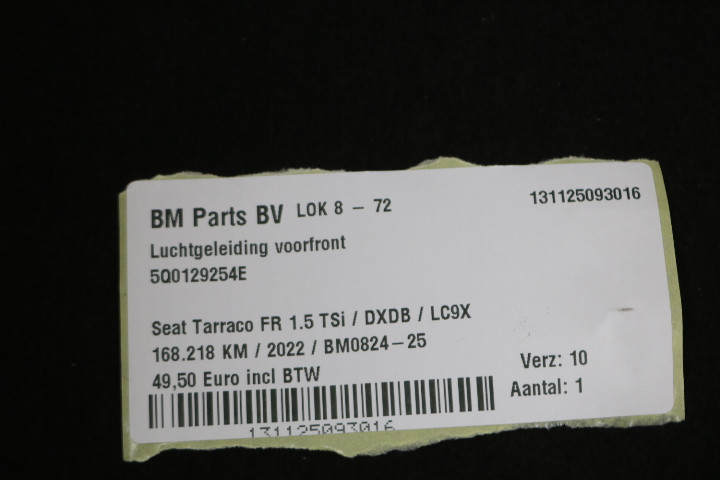 BM Parts BV LOK 8 - 72
131125093016
Luchtgeleiding voorfront
5Q0129254E
Seat Tarraco FR 1.5 TSi / DXDB / LC9X
168.218 KM / 2022 / BM0824-25
49,50 Euro incl BTW
Verz: 10
Aantal: 1
131125093016